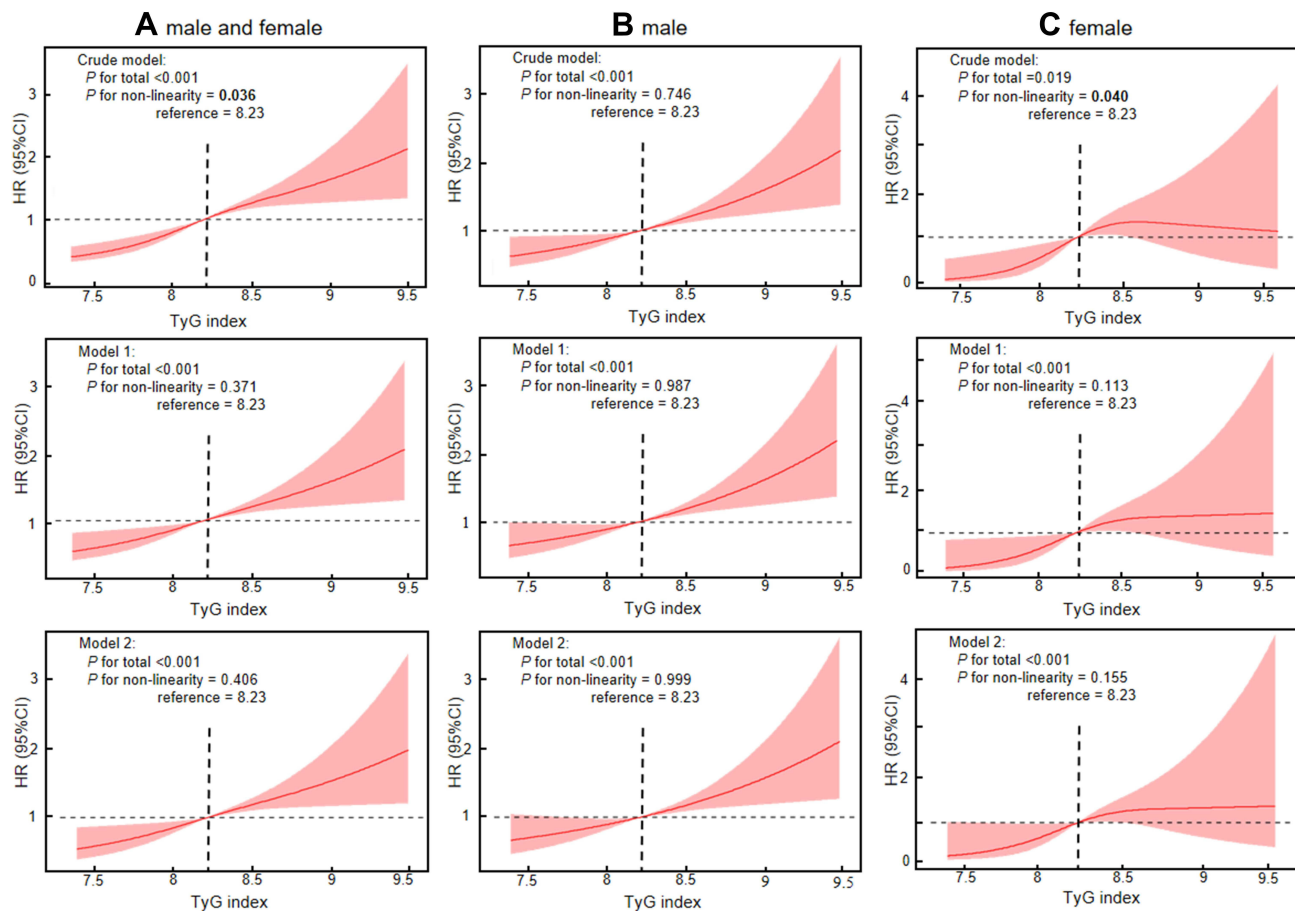 A male and female
Crude model:
P for total <0.001
P for non-linearity = 0.036
reference = 8.23
HR (95%CI)
3
2
1
0
7.5 8 8.5 9 9.5
TyG index
B male
Crude model:
P for total <0.001
P for non-linearity = 0.746
reference = 8.23
HR (95%CI)
3
2
1
7.5 8 8.5 9 9.5
TyG index
C female
Crude model:
P for total =0.019
P for non-linearity = 0.040
reference = 8.23
HR (95%CI)
4
2
1
0
7.5 8 8.5 9 9.5
TyG index
Model 1:
P for total <0.001
P for non-linearity = 0.371
reference = 8.23
HR (95%CI)
3
2
1
7.5 8 8.5 9 9.5
TyG index
Model 1:
P for total <0.001
P for non-linearity = 0.987
reference = 8.23
HR (95%CI)
3
2
1
7.5 8 8.5 9 9.5
TyG index
Model 1:
P for total <0.001
P for non-linearity = 0.113
reference = 8.23
HR (95%CI)
4
2
1
0
7.5 8 8.5 9 9.5
TyG index
Model 2:
P for total <0.001
P for non-linearity = 0.406
reference = 8.23
HR (95%CI)
3
2
1
7.5 8 8.5 9 9.5
TyG index
Model 2:
P for total <0.001
P for non-linearity = 0.999
reference = 8.23
HR (95%CI)
3
2
1
7.5 8 8.5 9 9.5
TyG index
Model 2:
P for total <0.001
P for non-linearity = 0.155
reference = 8.23
HR (95%CI)
4
2
1
0
7.5 8 8.5 9 9.5
TyG index